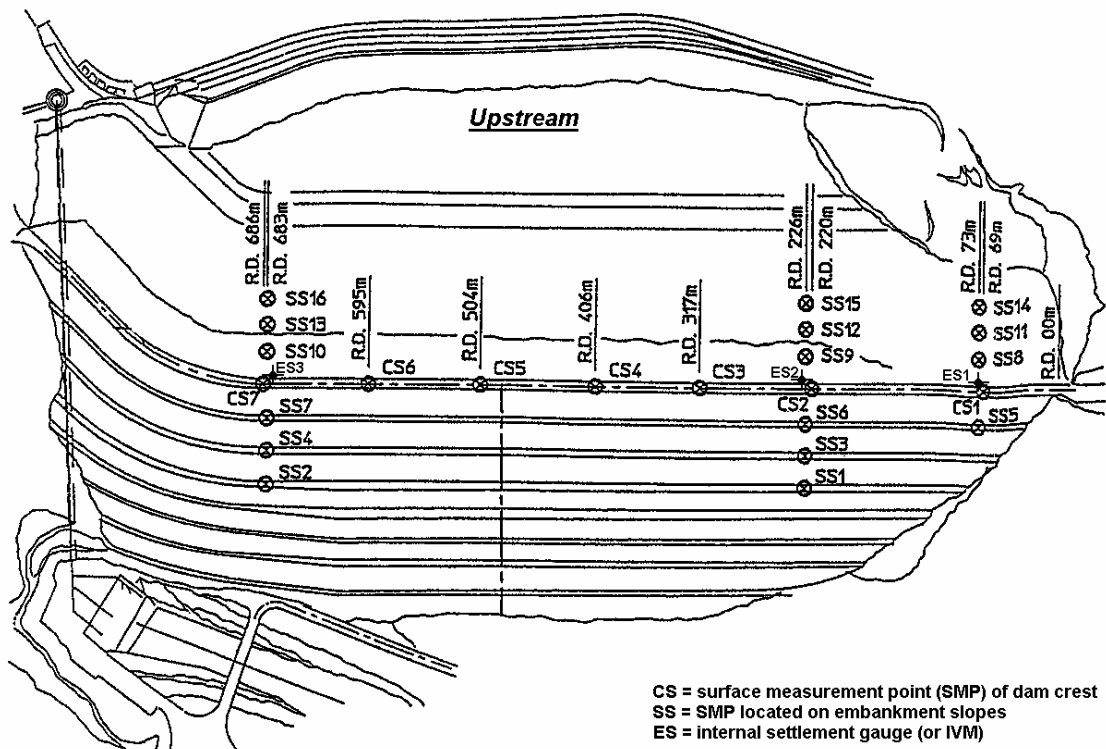 Upstream
R.D. 686m
R.D. 683m
R.D. 595m
R.D. 504m
R.D. 406m
R.D. 317m
R.D. 226m
R.D. 220m
R.D. 73m
R.D. 69m
R.D. 00m
SS16
SS15
SS14
SS13
SS12
SS11
SS10
SS9
SS8
ES3
ES2
ES1
CS7
CS6
CS5
CS4
CS3
CS2
CS1
SS7
SS6
SS5
SS4
SS3
SS2
SS1
CS = surface measurement point (SMP) of dam crest
SS = SMP located on embankment slopes
ES = internal settlement gauge (or IVM)